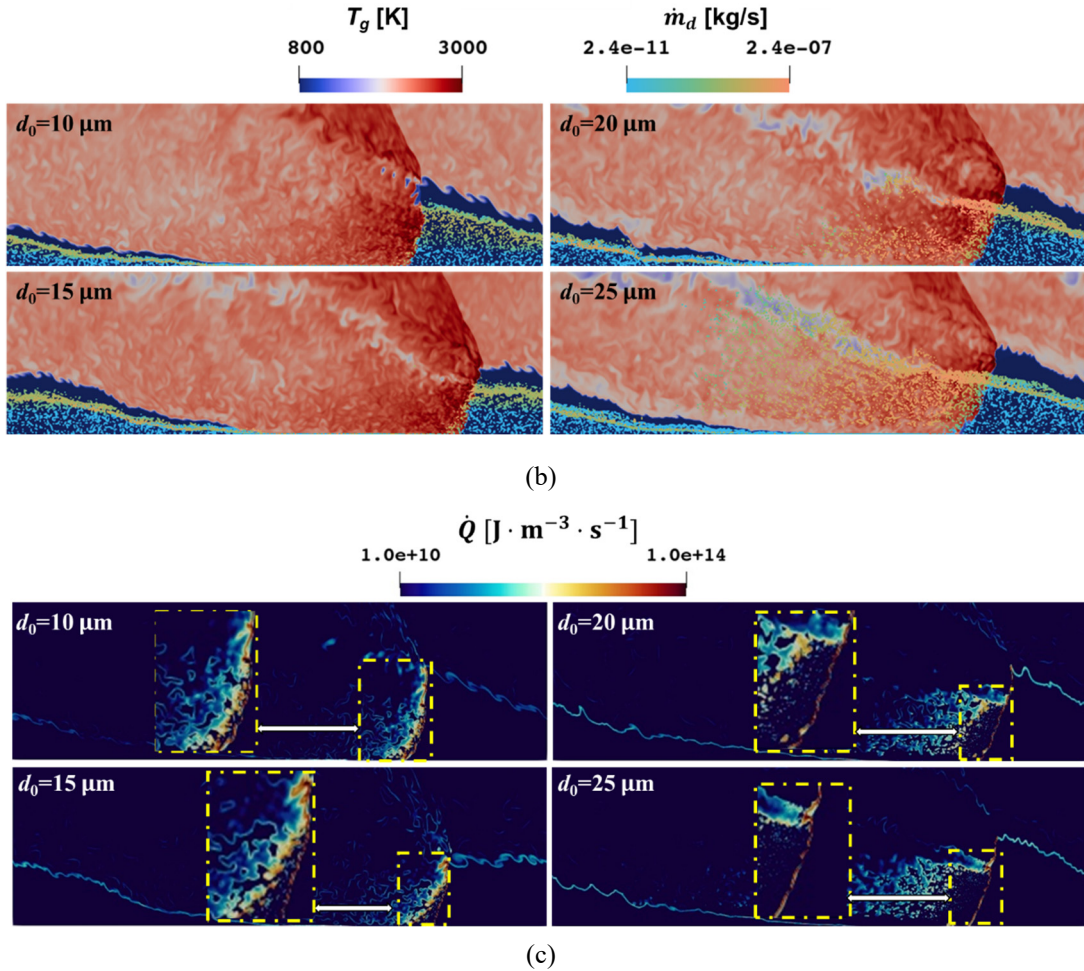 T_g [K] ṁ_d [kg/s]
800 3000 2.4e-11 2.4e-07
d₀=10 μm d₀=20 μm
d₀=15 μm d₀=25 μm
(b)
Q̇ [J · m⁻³ · s⁻¹]
1.0e+10 1.0e+14
d₀=10 μm d₀=20 μm
d₀=15 μm d₀=25 μm
(c)